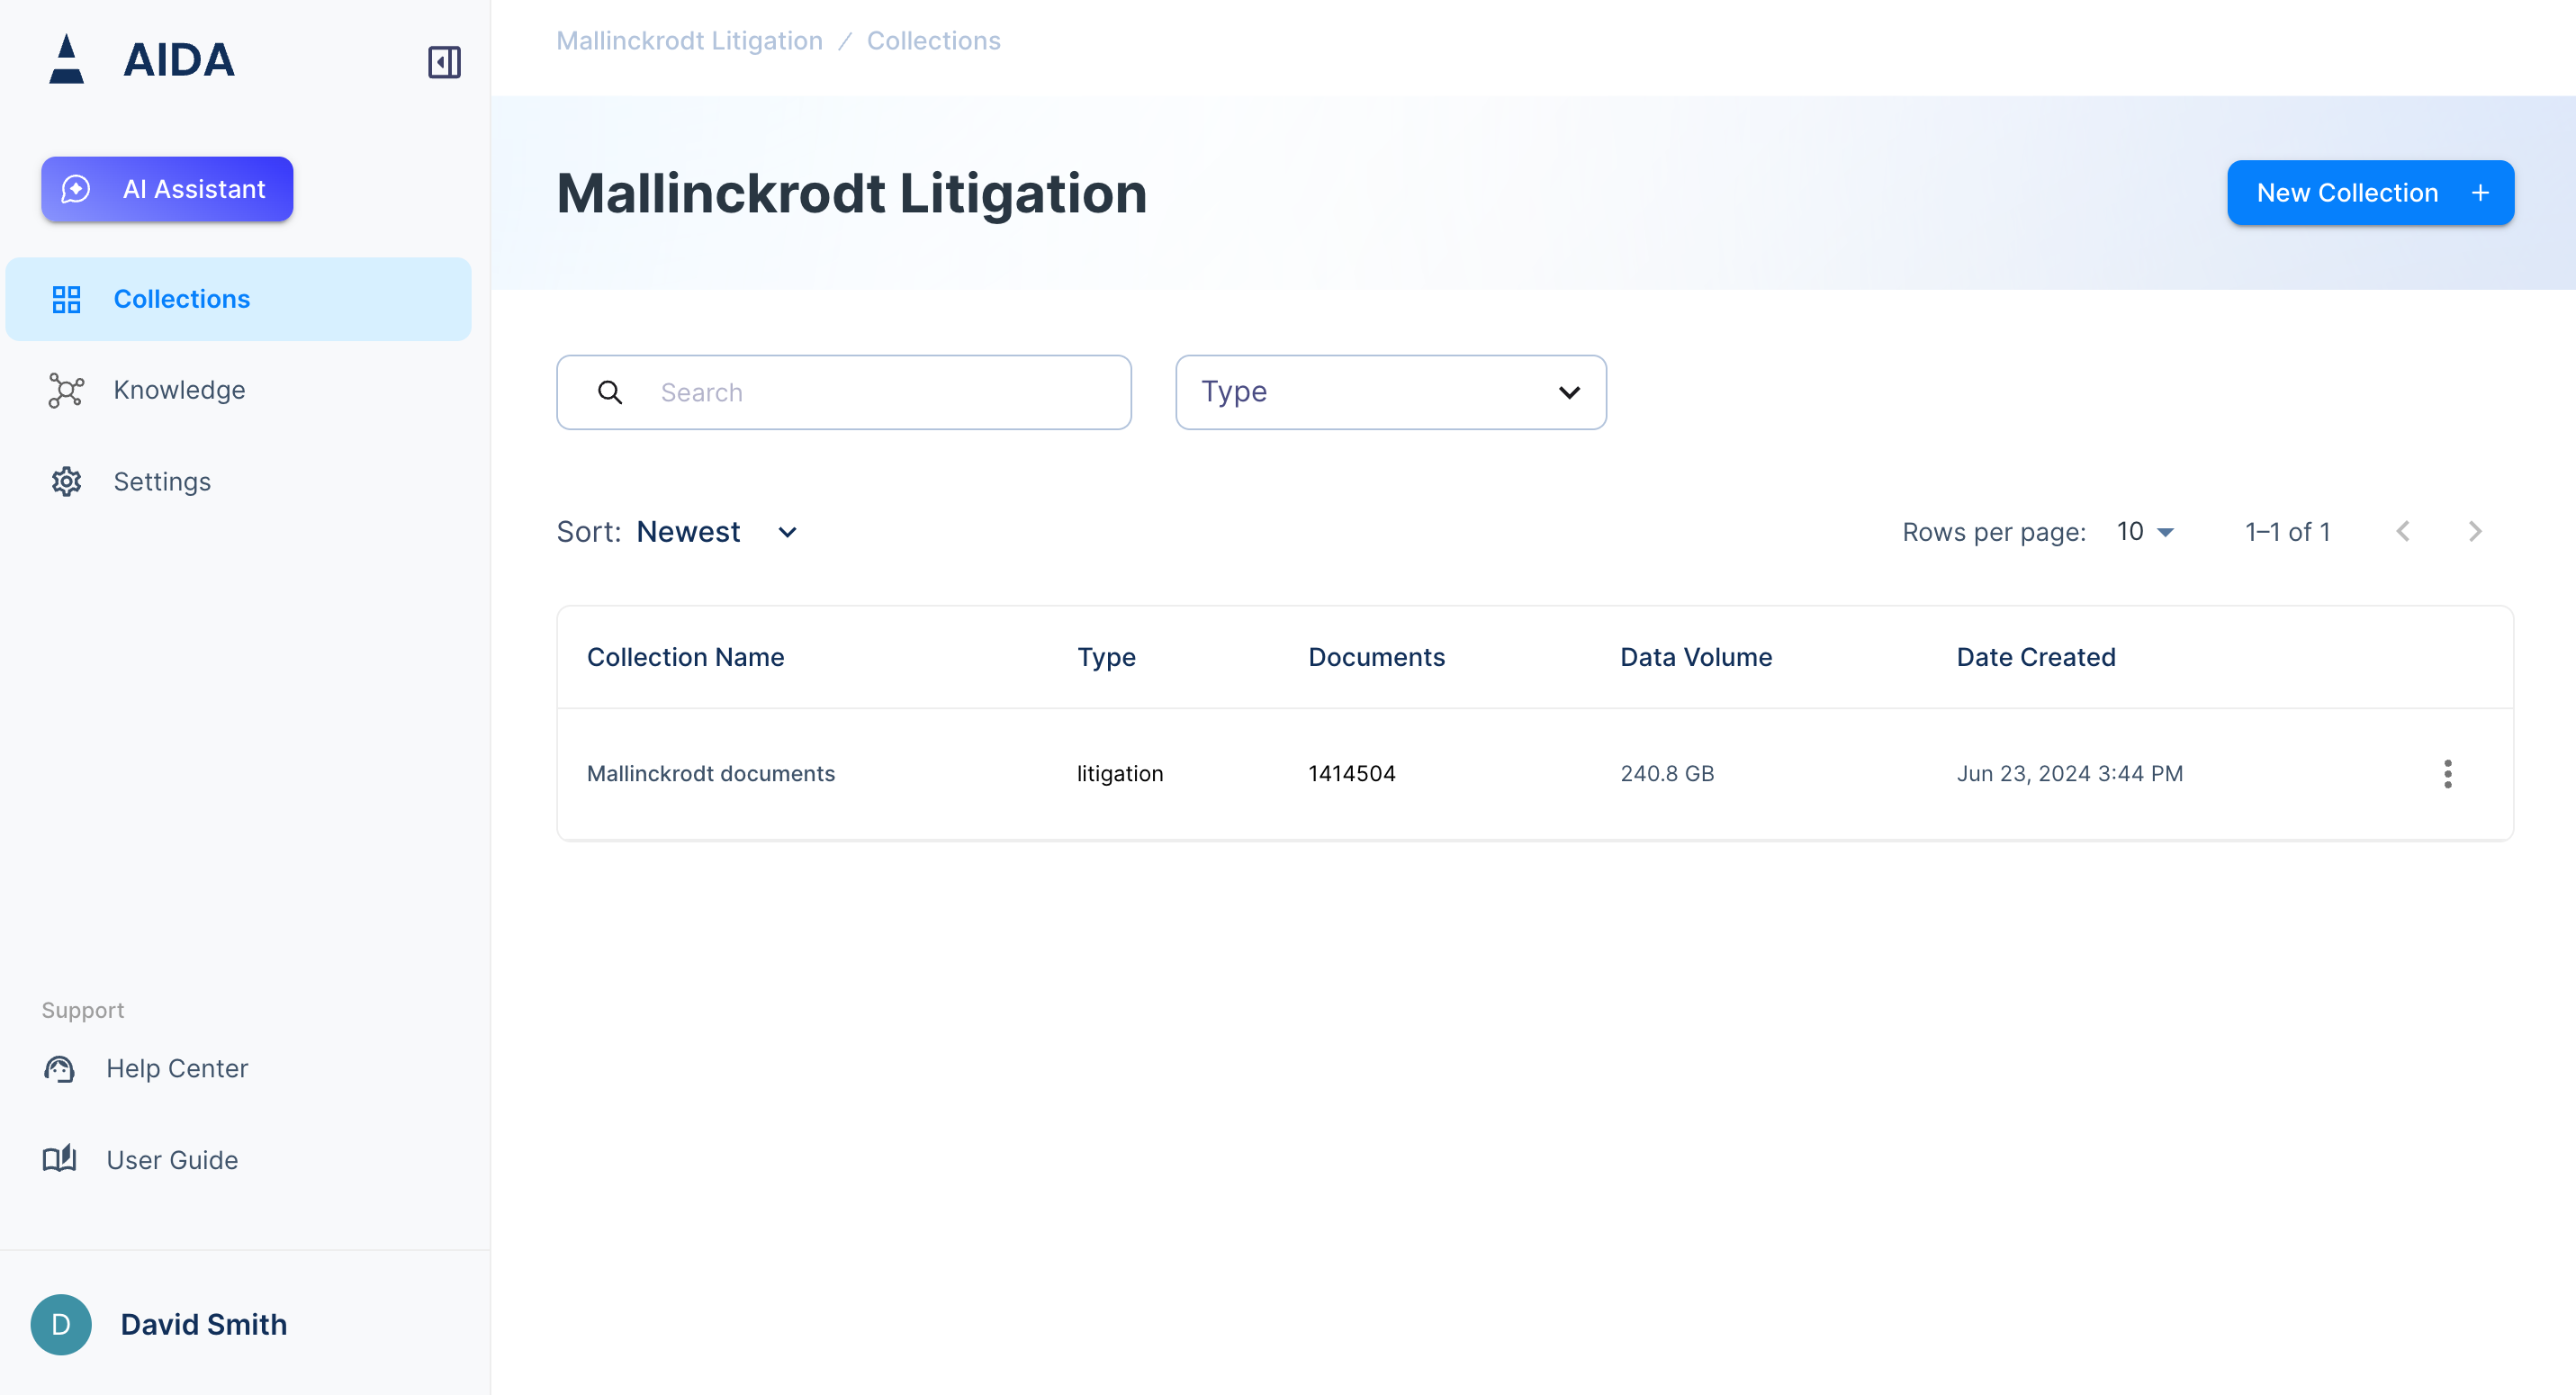 AIDA
AI Assistant
Collections
Knowledge
Settings
Support
Help Center
User Guide
D
David Smith
Mallinckrodt Litigation / Collections
Mallinckrodt Litigation
New Collection +
Search
Type
Sort: Newest
Rows per page: 10 1–1 of 1
Collection Name Type Documents Data Volume Date Created
Mallinckrodt documents litigation 1414504 240.8 GB Jun 23, 2024 3:44 PM